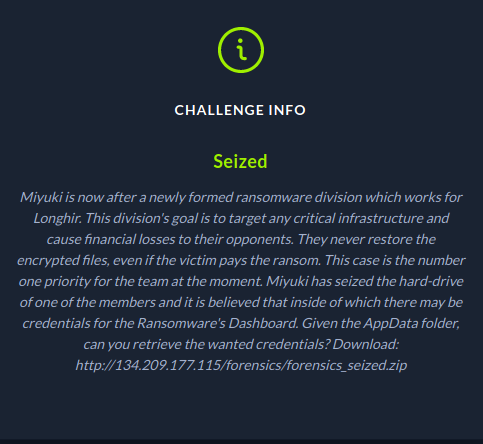 CHALLENGE INFO
Seized
Miyuki is now after a newly formed ransomware division which works for
Longhir. This division's goal is to target any critical infrastructure and
cause financial losses to their opponents. They never restore the
encrypted files, even if the victim pays the ransom. This case is the number
one priority for the team at the moment. Miyuki has seized the hard-drive
of one of the members and it is believed that inside of which there may be
credentials for the Ransomware's Dashboard. Given the AppData folder,
can you retrieve the wanted credentials? Download:
http://134.209.177.115/forensics/forensics_seized.zip